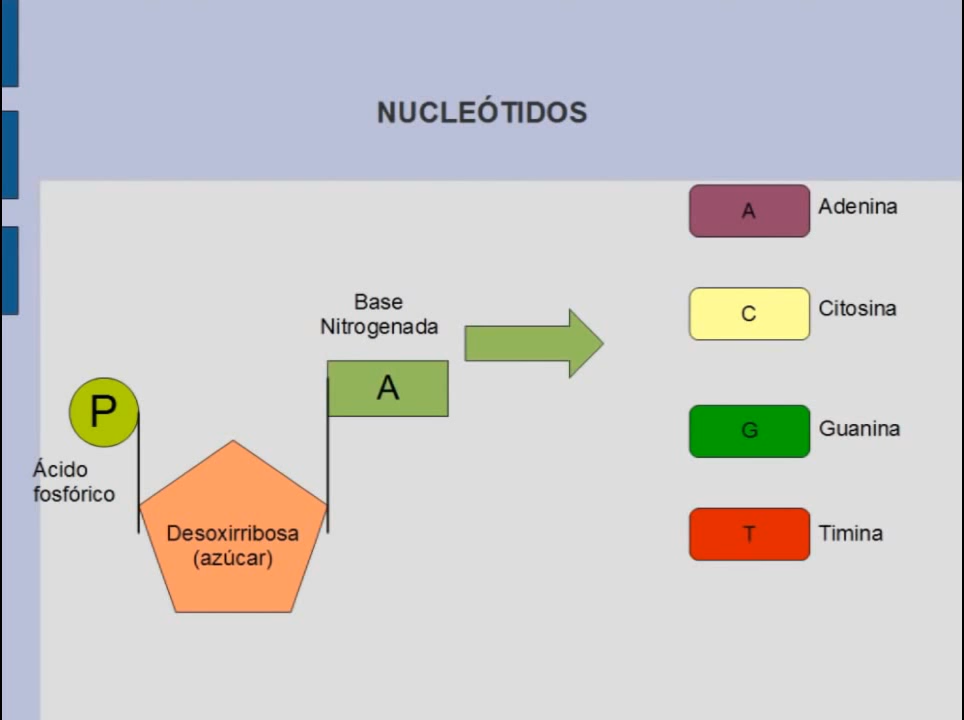 NUCLEÓTIDOS
A
Adenina
Base
Nitrogenada
C
Citosina
A
P
G
Guanina
Ácido
fosfórico
Desoxirribosa
(azúcar)
T
Timina